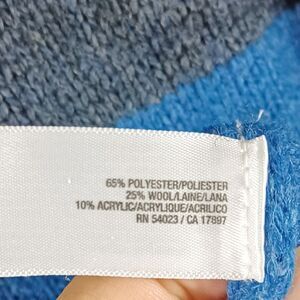 65% POLYESTER/POLIESTER
25% WOOL/LAINE/LANA
10% ACRYLIC/ACRYLIQUE/ACRILICO
RN 54023 / CA 17897